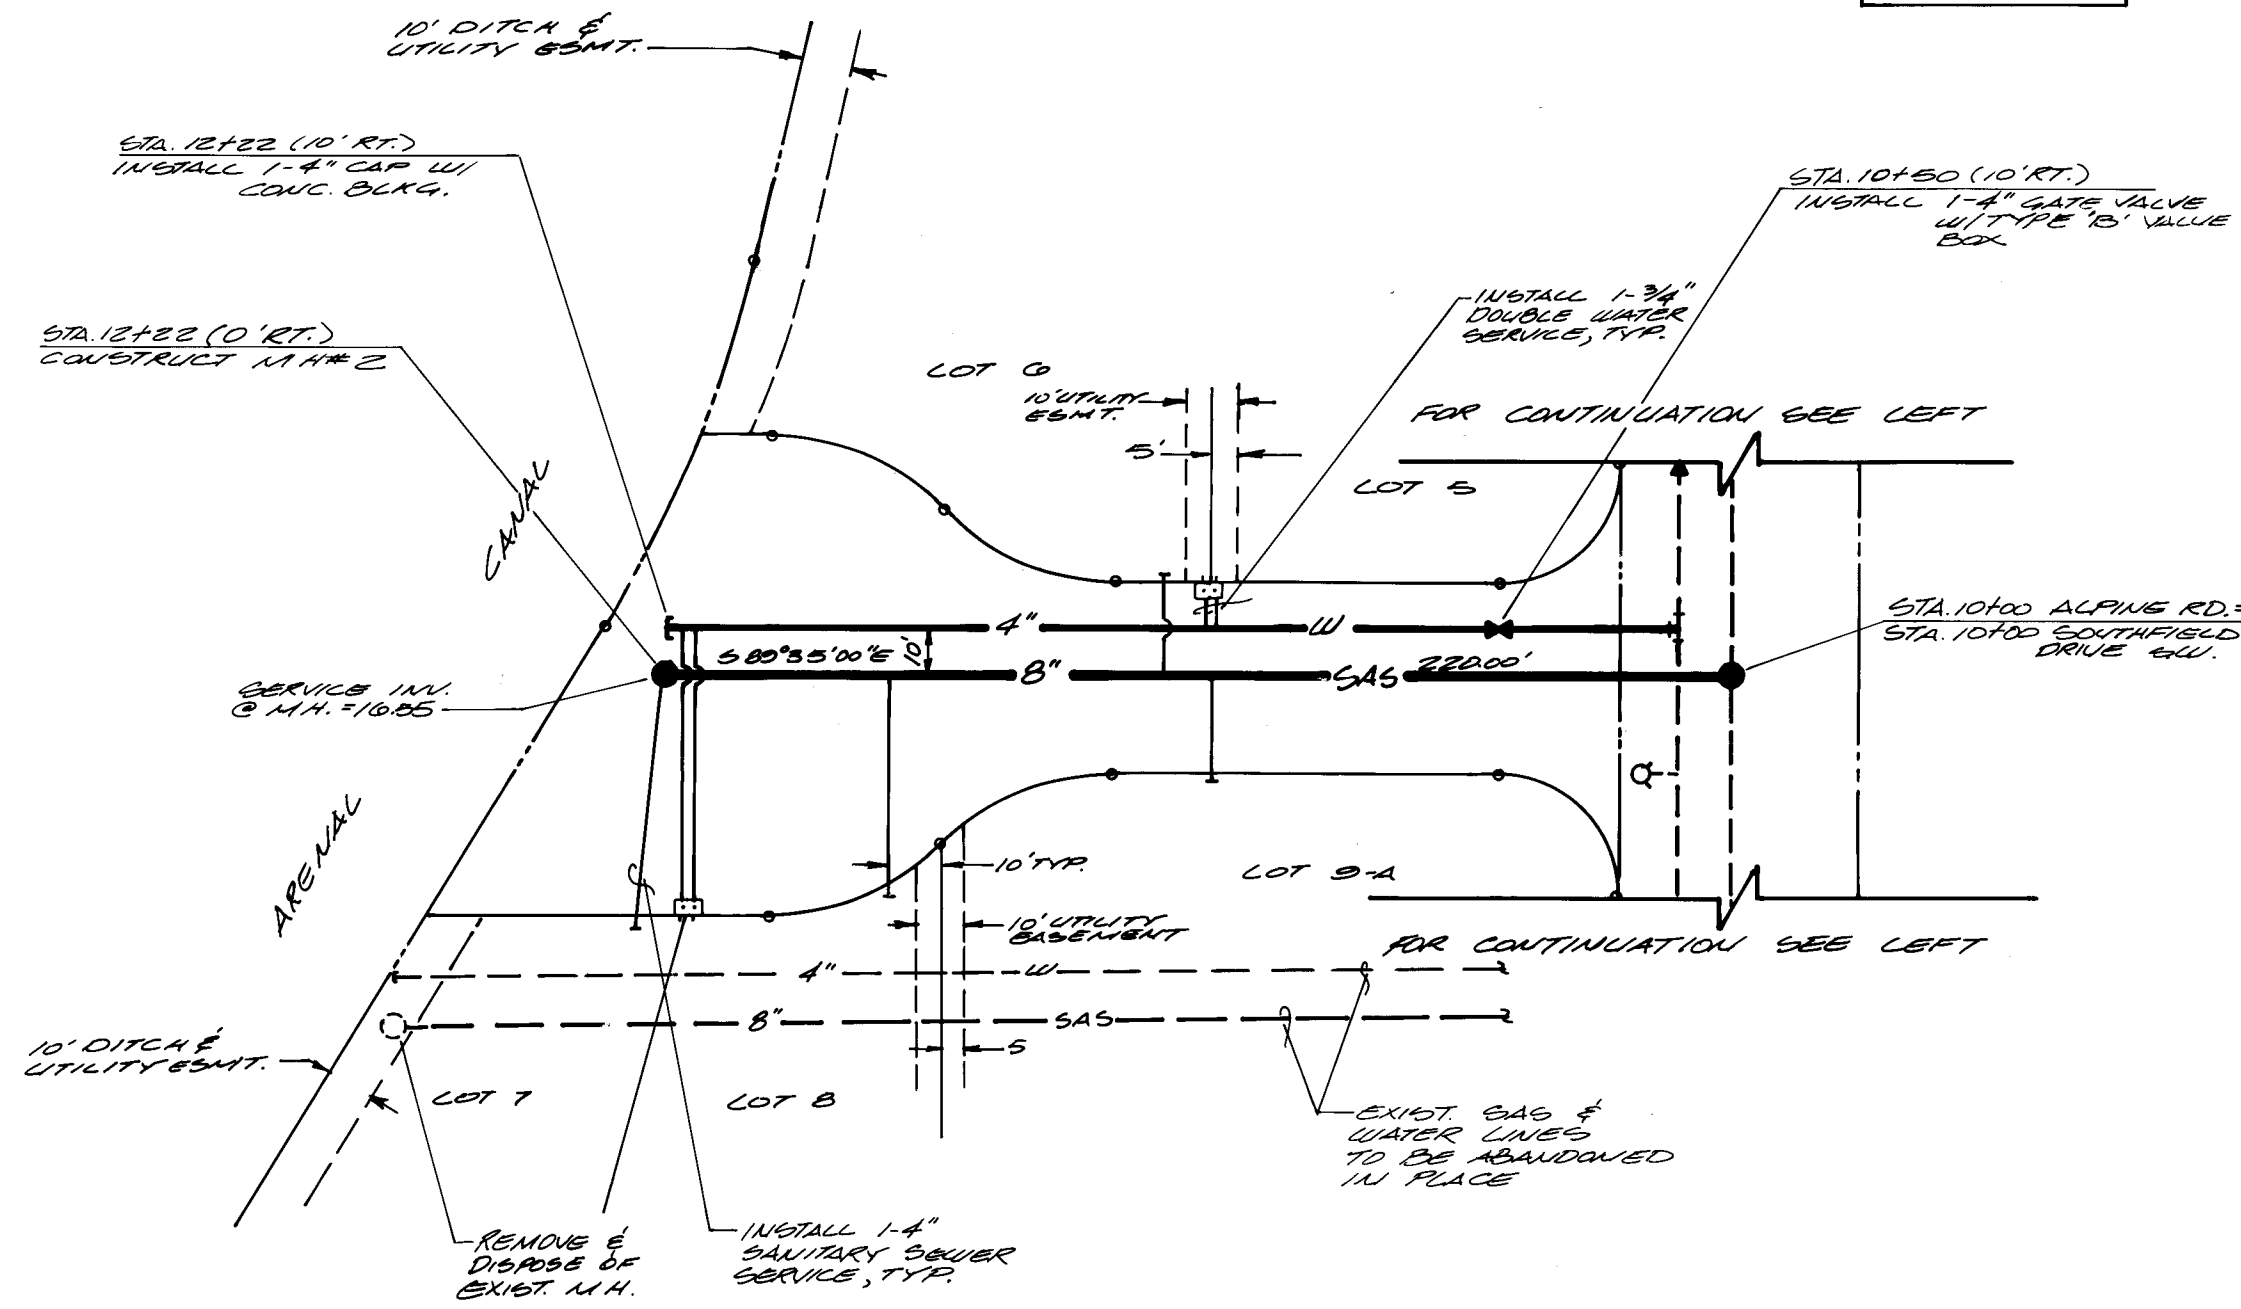 10' DITCH &
UTILITY ESMT.
STA. 12+22 (10' RT.)
INSTALL 1-4" CAP W/
CONC. BLKG.
STA. 10+50 (10' RT.)
INSTALL 1-4" GATE VALVE
W/ TYPE 'B' VALUE
BOX
INSTALL 1-3/4"
DOUBLE WATER
SERVICE, TYP.
STA. 12+22 (0' RT.)
CONSTRUCT MH# 2
LOT 6
10' UTILITY
ESMT.
FOR CONTINUATION SEE LEFT
5'
LOT 5
CANAL
4" W
STA. 10+00 ALPINE RD. =
STA. 10+00 SOUTHFIELD
DRIVE S.W.
S 89°35'00"E 10'
8" SAS 220.00'
SERVICE INV.
@ M.H. = 16.85
ARENAL
10' TYP.
LOT 9-A
10' UTILITY
EASEMENT
FOR CONTINUATION SEE LEFT
4" W
8" SAS
5
10' DITCH &
UTILITY ESMT.
LOT 7
LOT 8
EXIST. SAS &
WATER LINES
TO BE ABANDONED
IN PLACE
REMOVE &
DISPOSE OF
EXIST. M.H.
INSTALL 1-4"
SANITARY SEWER
SERVICE, TYP.